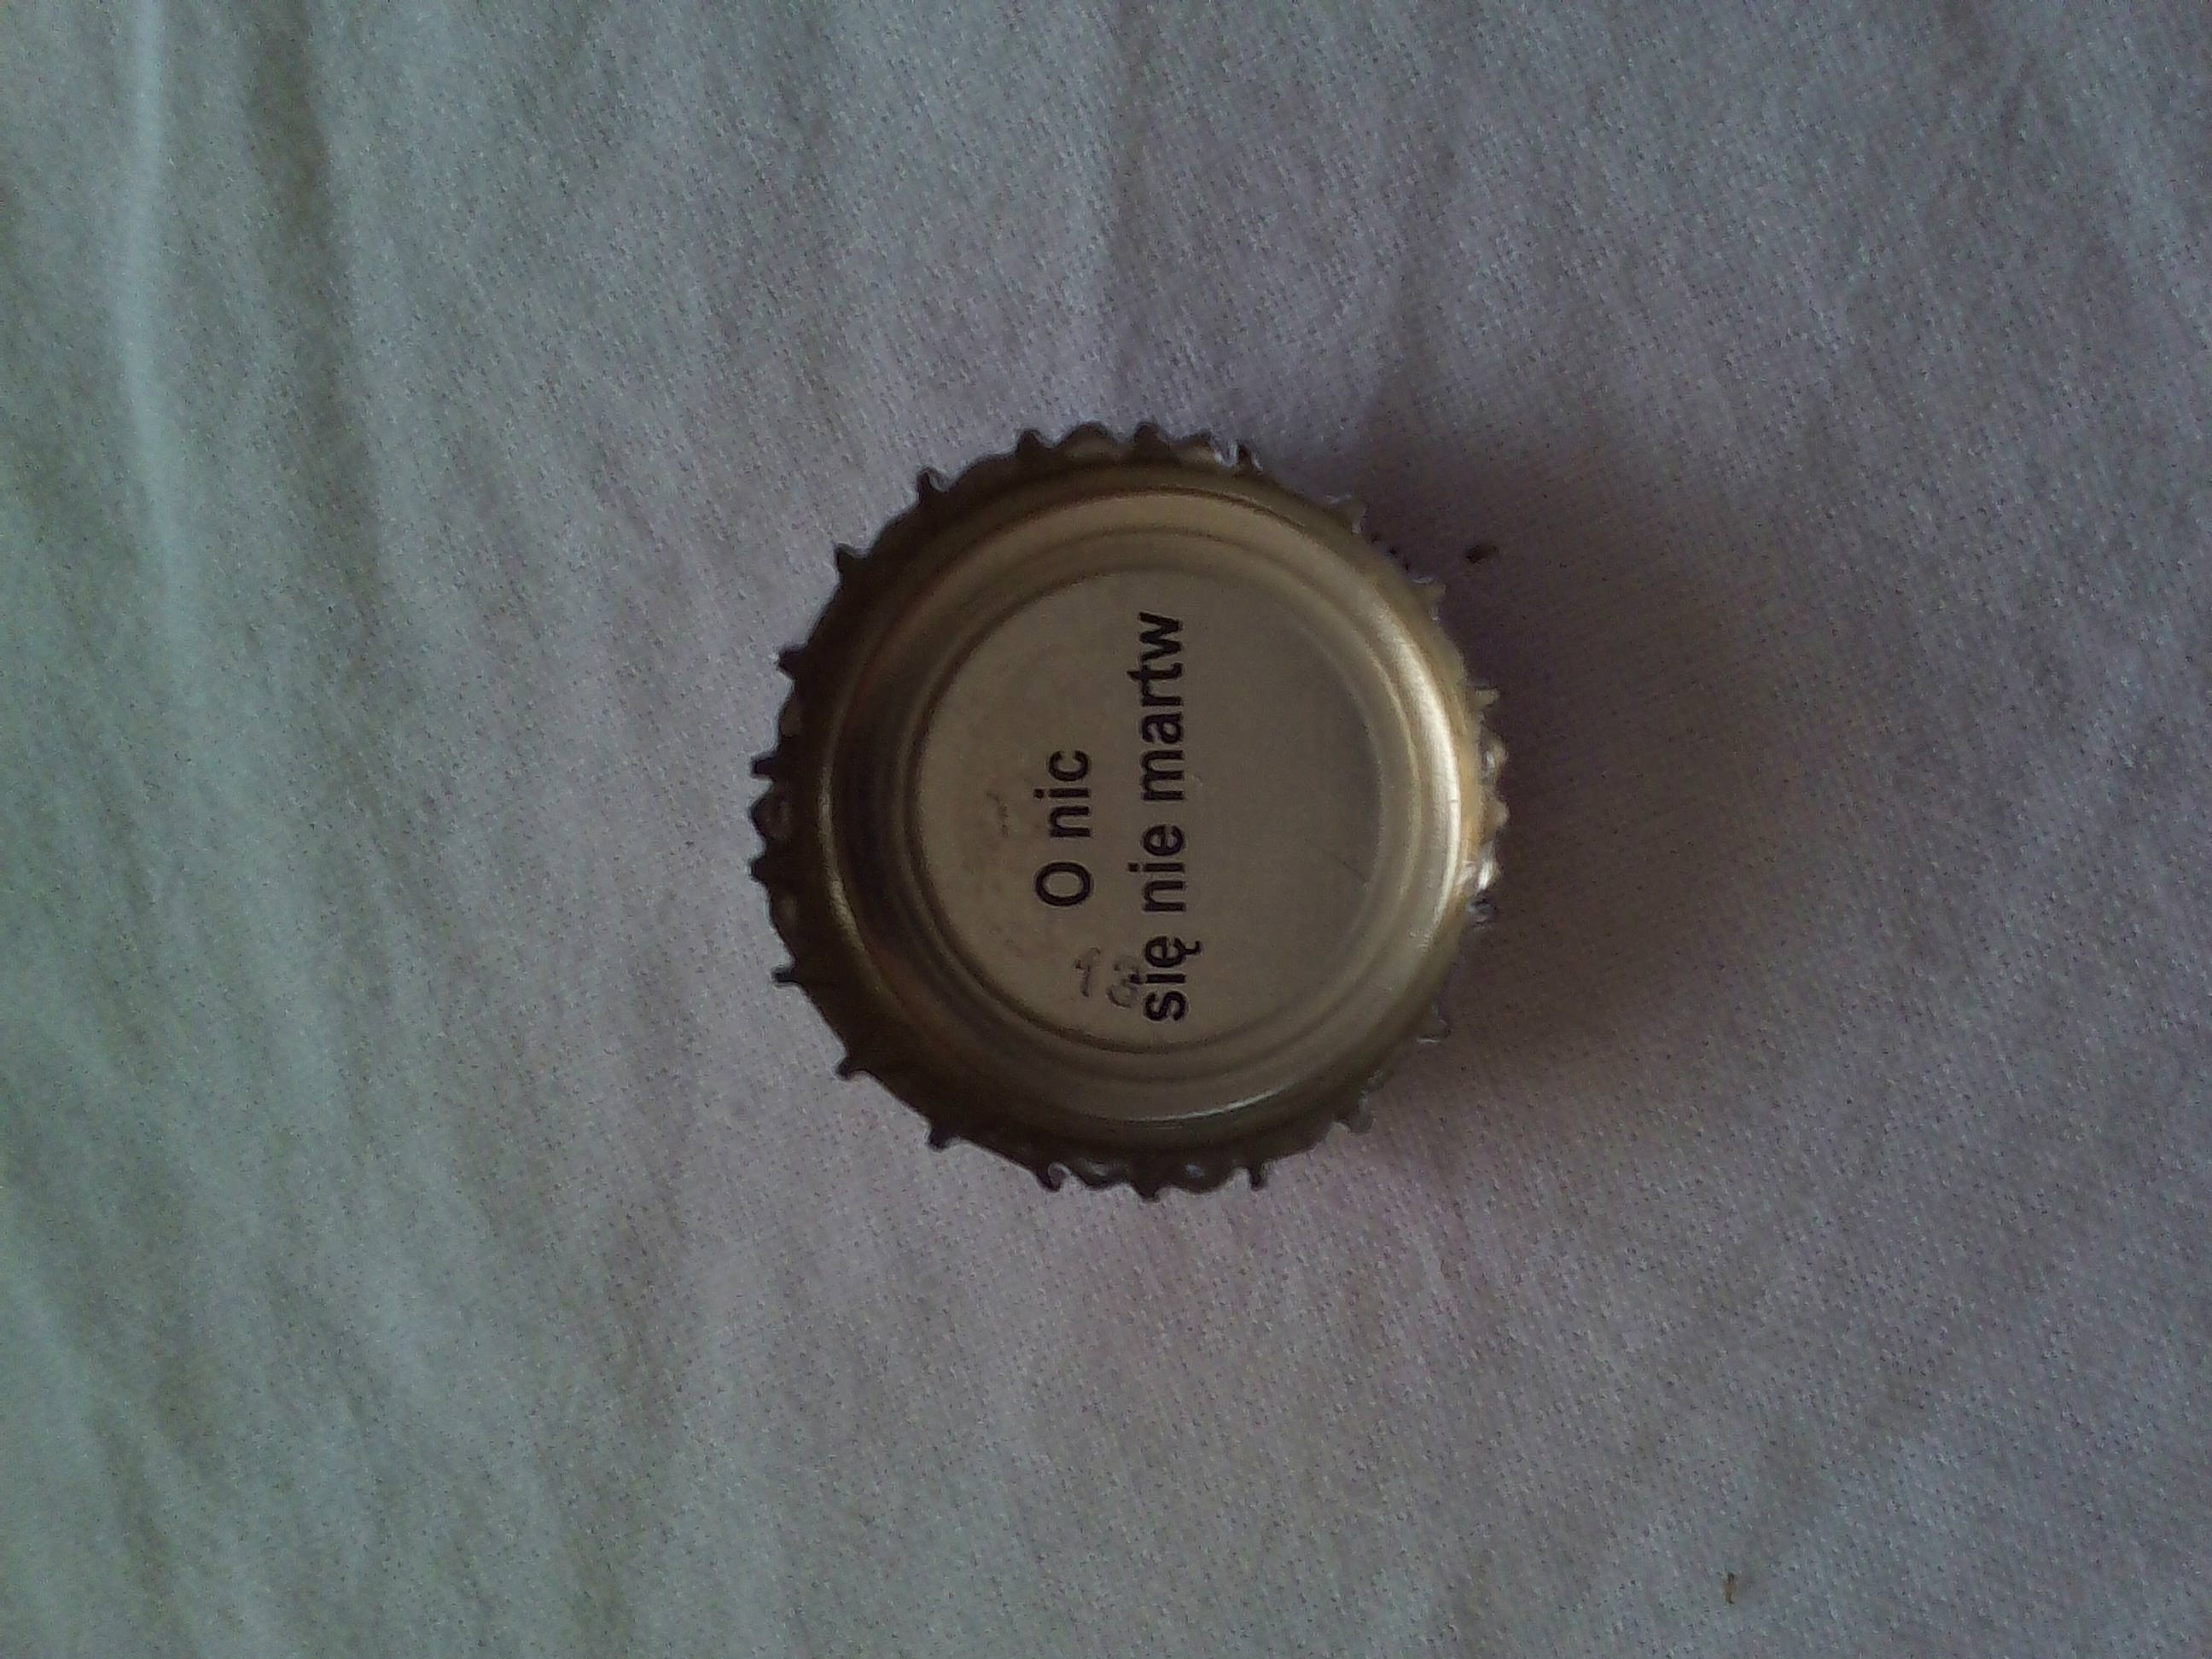 O nic
się nie martw